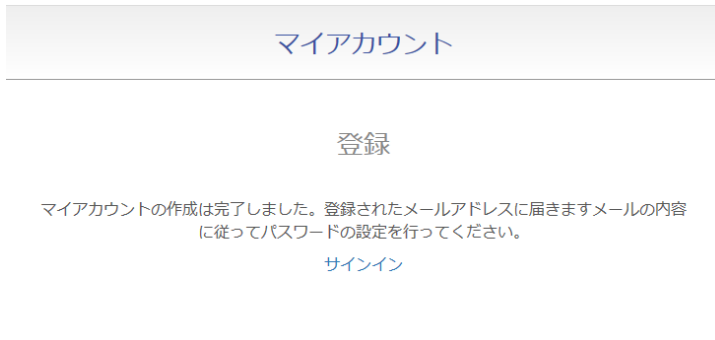 マイアカウント
登録
マイアカウントの作成は完了しました。登録されたメールアドレスに届きますメールの内容
に従ってパスワードの設定を行ってください。
サインイン